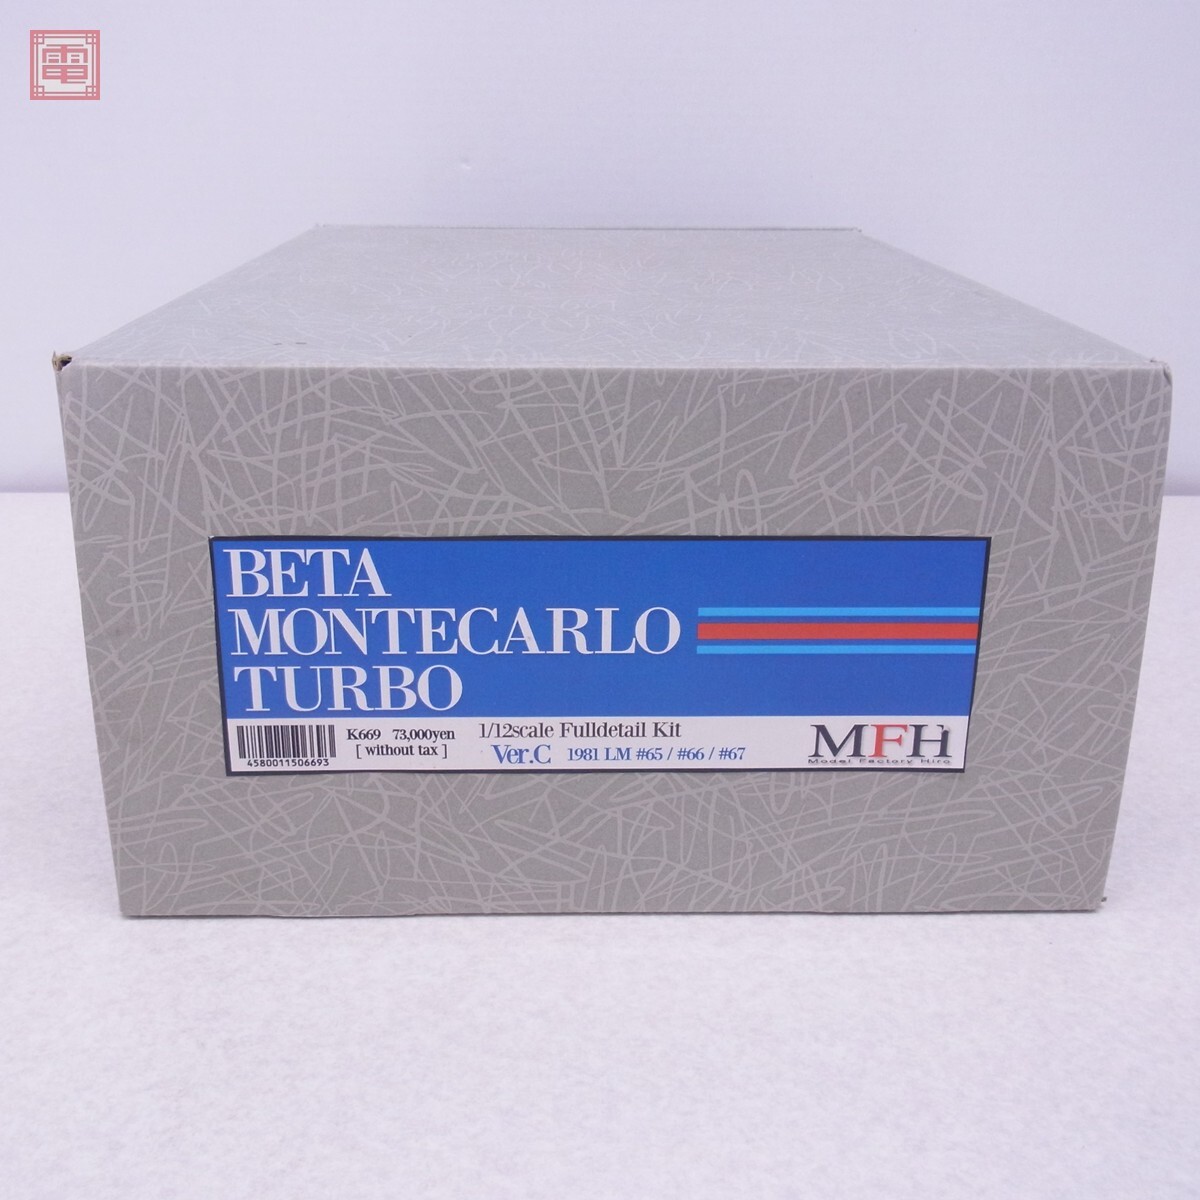 電
BETA
MONTECARLO
TURBO
4580011506693
K669 73,000yen
[ without tax ]
1/12scale Fulldetail Kit
Ver.C 1981 LM #65 / #66 / #67
MFH
Model Factory Hiro